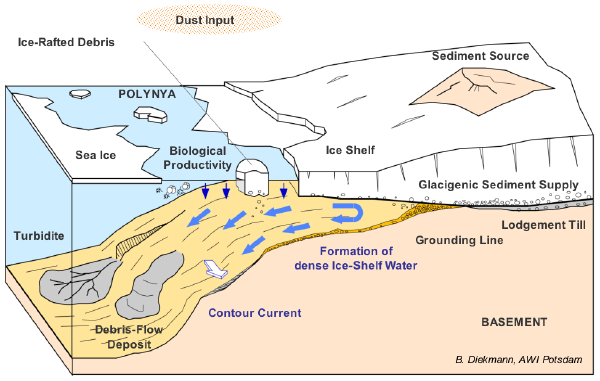 Dust Input
Ice-Rafted Debris
Sediment Source
POLYNYA
Sea Ice
Biological
Productivity
Ice Shelf
Glacigenic Sediment Supply
Lodgement Till
Turbidite
Grounding Line
Formation of
dense Ice-Shelf Water
Contour Current
Debris-Flow
Deposit
BASEMENT
B. Diekmann, AWI Potsdam